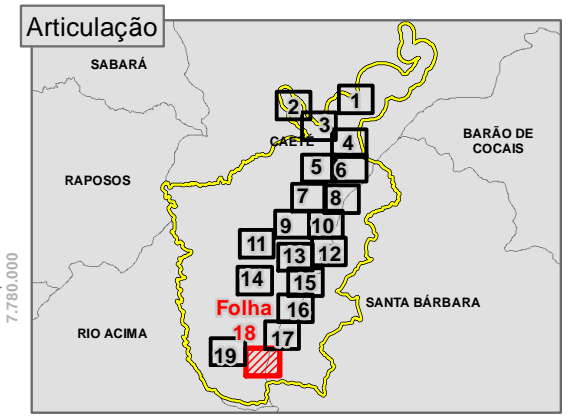 Articulação
SABARÁ
1
2
3
CAETÉ
4
BARÃO DE
COCAIS
5
6
RAPOSOS
7
8
9
10
11
12
13
14
15
7.780.000
Folha
18
16
SANTA BÁRBARA
RIO ACIMA
17
19